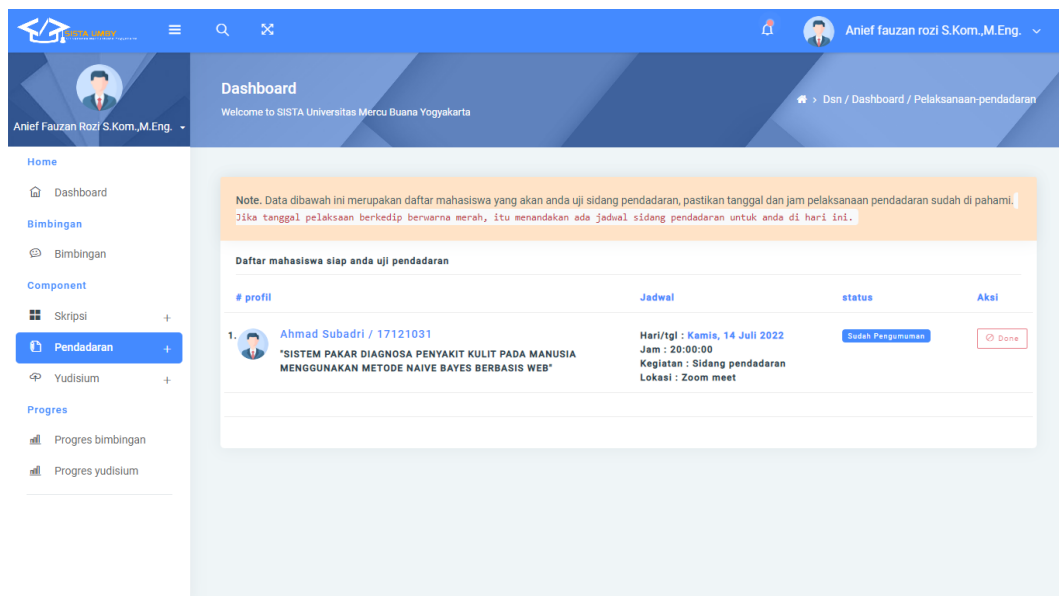 SISTA UMBY
Anief fauzan rozi S.Kom.,M.Eng.
Anief Fauzan Rozi S.Kom.,M.Eng.
Dashboard
Welcome to SISTA Universitas Mercu Buana Yogyakarta
> Dsn / Dashboard / Pelaksanaan-pendadaran
Home
Dashboard
Bimbingan
Bimbingan
Component
Skripsi +
Pendadaran +
Yudisium +
Progres
Progres bimbingan
Progres yudisium
Note. Data dibawah ini merupakan daftar mahasiswa yang akan anda uji sidang pendadaran, pastikan tanggal dan jam pelaksanaan pendadaran sudah di pahami.
Jika tanggal pelaksaan berkedip berwarna merah, itu menandakan ada jadwal sidang pendadaran untuk anda di hari ini.
Daftar mahasiswa siap anda uji pendadaran
# profil Jadwal status Aksi
1. Ahmad Subadri / 17121031
"SISTEM PAKAR DIAGNOSA PENYAKIT KULIT PADA MANUSIA
MENGGUNAKAN METODE NAIVE BAYES BERBASIS WEB"
Hari/tgl : Kamis, 14 Juli 2022
Jam : 20:00:00
Kegiatan : Sidang pendadaran
Lokasi : Zoom meet
Sudah Pengumuman
Done